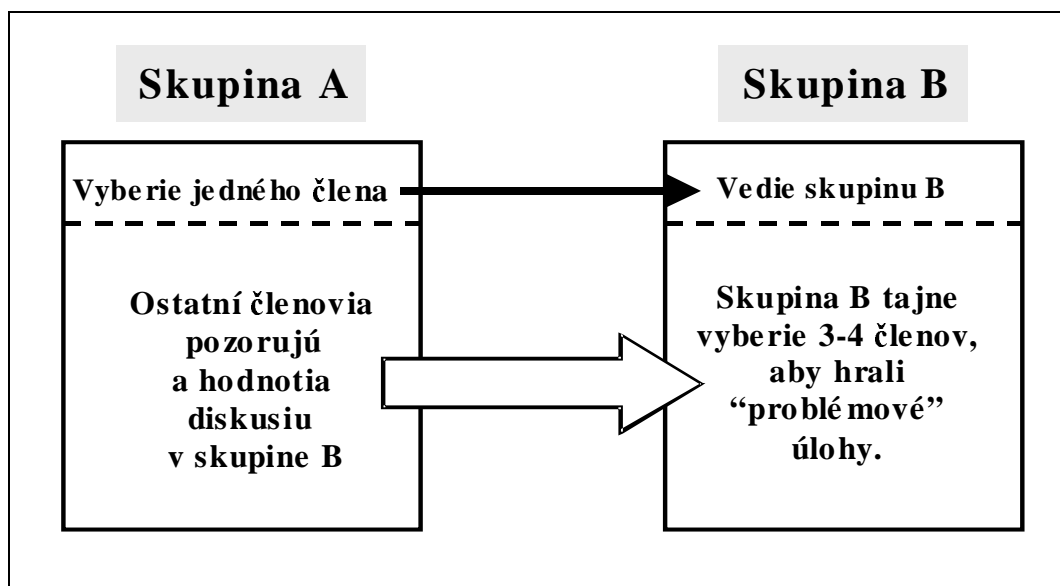 Skupina A
Skupina B
Vyberie jedného člena
Vedie skupinu B
Ostatní členovia
pozorujú
a hodnotia
diskusiu
v skupine B
Skupina B tajne
vyberie 3-4 členov,
aby hrali
“problémové”
úlohy.